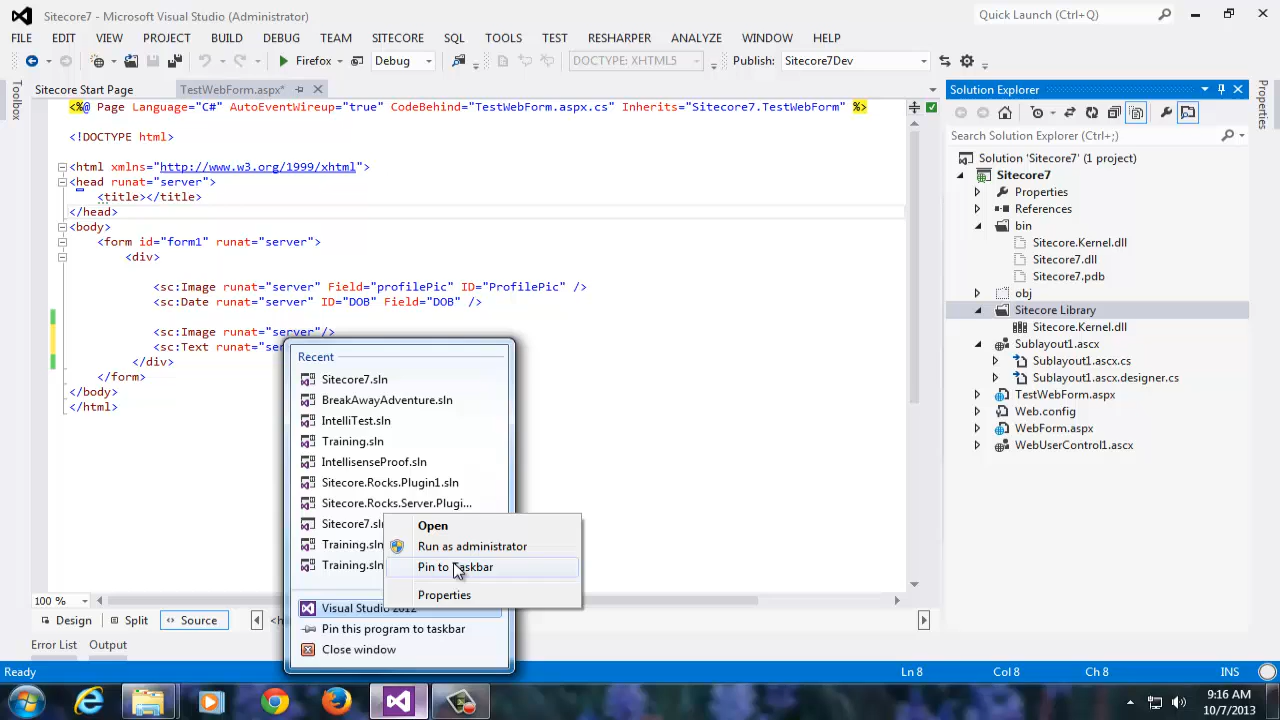 Sitecore7 - Microsoft Visual Studio (Administrator)
Quick Launch (Ctrl+Q)
FILE EDIT VIEW PROJECT BUILD DEBUG TEAM SITECORE SQL TOOLS TEST RESHARPER ANALYZE WINDOW HELP
Firefox Debug DOCTYPE: XHTML5 Publish: Sitecore7Dev
Toolbox
Sitecore Start Page TestWebForm.aspx*
<%@ Page Language="C#" AutoEventWireup="true" CodeBehind="TestWebForm.aspx.cs" Inherits="Sitecore7.TestWebForm" %>
<!DOCTYPE html>
<html xmlns="http://www.w3.org/1999/xhtml">
<head runat="server">
<title></title>
</head>
<body>
<form id="form1" runat="server">
<div>
<sc:Image runat="server" Field="profilePic" ID="ProfilePic" />
<sc:Date runat="server" ID="DOB" Field="DOB" />
<sc:Image runat="server"/>
<sc:Text runat="se
</div>
</form>
</body>
</html>
Recent
Sitecore7.sln
BreakAwayAdventure.sln
IntelliTest.sln
Training.sln
IntellisenseProof.sln
Sitecore.Rocks.Plugin1.sln
Sitecore.Rocks.Server.Plugi...
Sitecore7.sl
Training.sln
Training.sln
Visual Studio 2012
Pin this program to taskbar
Close window
Open
Run as administrator
Pin to Taskbar
Properties
Solution Explorer
Search Solution Explorer (Ctrl+;)
Solution 'Sitecore7' (1 project)
Sitecore7
Properties
References
bin
Sitecore.Kernel.dll
Sitecore7.dll
Sitecore7.pdb
obj
Sitecore Library
Sitecore.Kernel.dll
Sublayout1.ascx
Sublayout1.ascx.cs
Sublayout1.ascx.designer.cs
TestWebForm.aspx
Web.config
WebForm.aspx
WebUserControl1.ascx
Properties
100 %
Design Split Source <h
Error List Output
Ready Ln 8 Col 8 Ch 8 INS
9:16 AM
10/7/2013